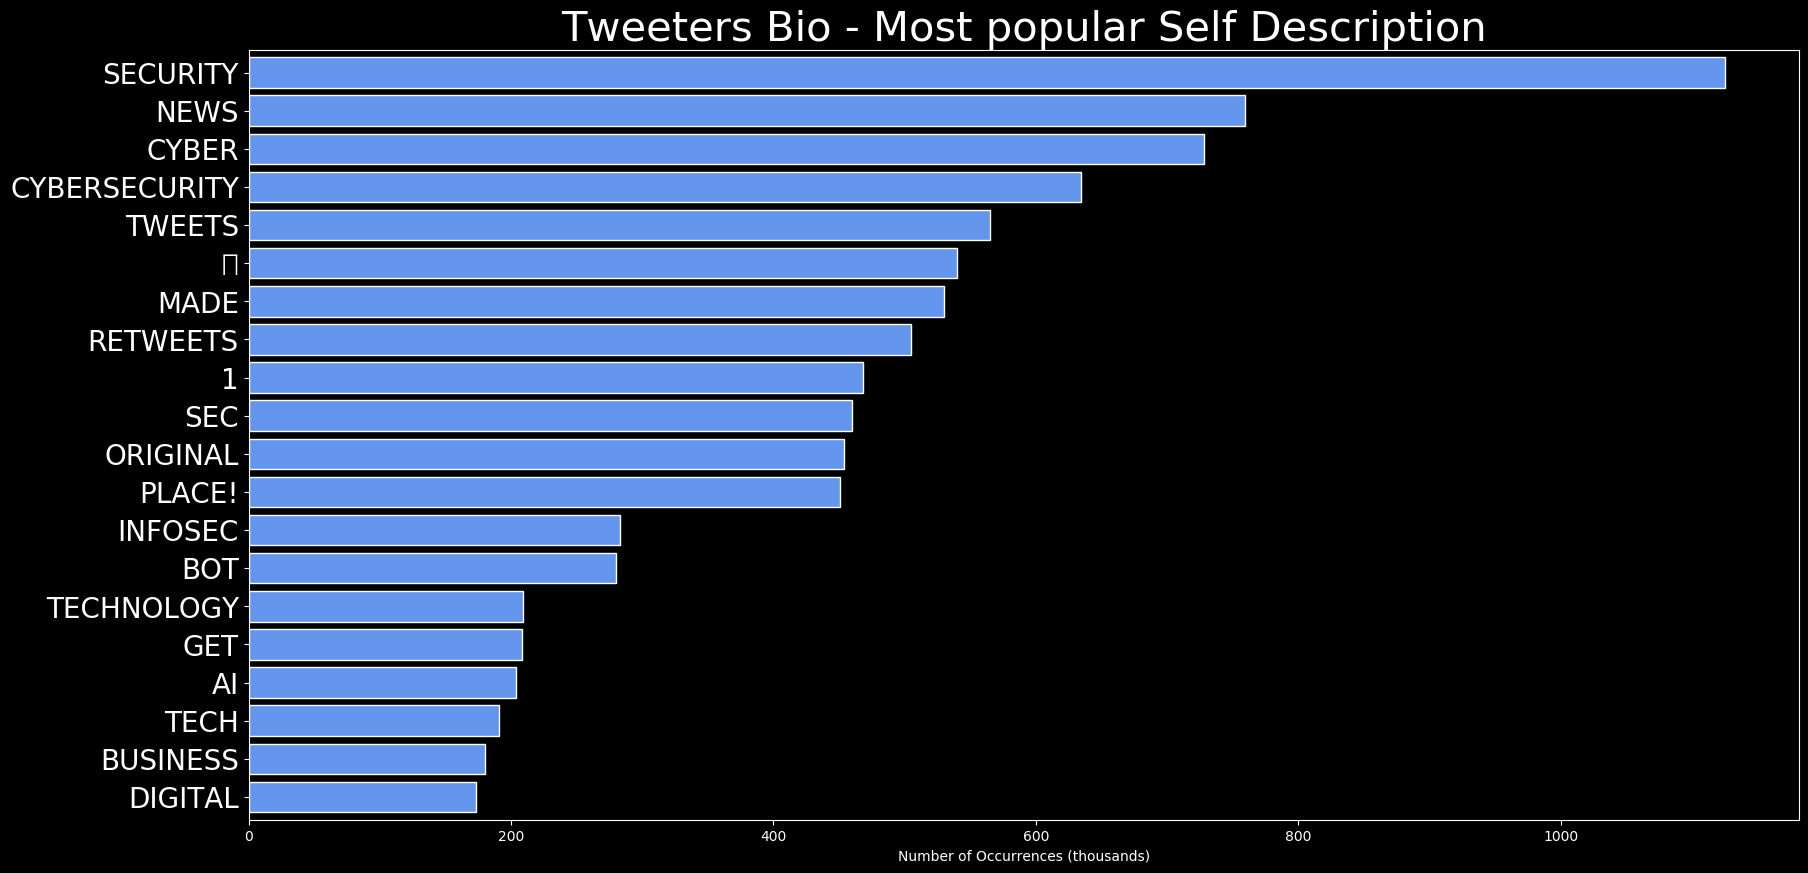 Tweeters Bio - Most popular Self Description
SECURITY
NEWS
CYBER
CYBERSECURITY
TWEETS
MADE
RETWEETS
1
SEC
ORIGINAL
PLACE!
INFOSEC
BOT
TECHNOLOGY
GET
AI
TECH
BUSINESS
DIGITAL
0 200 400 600 800 1000
Number of Occurrences (thousands)